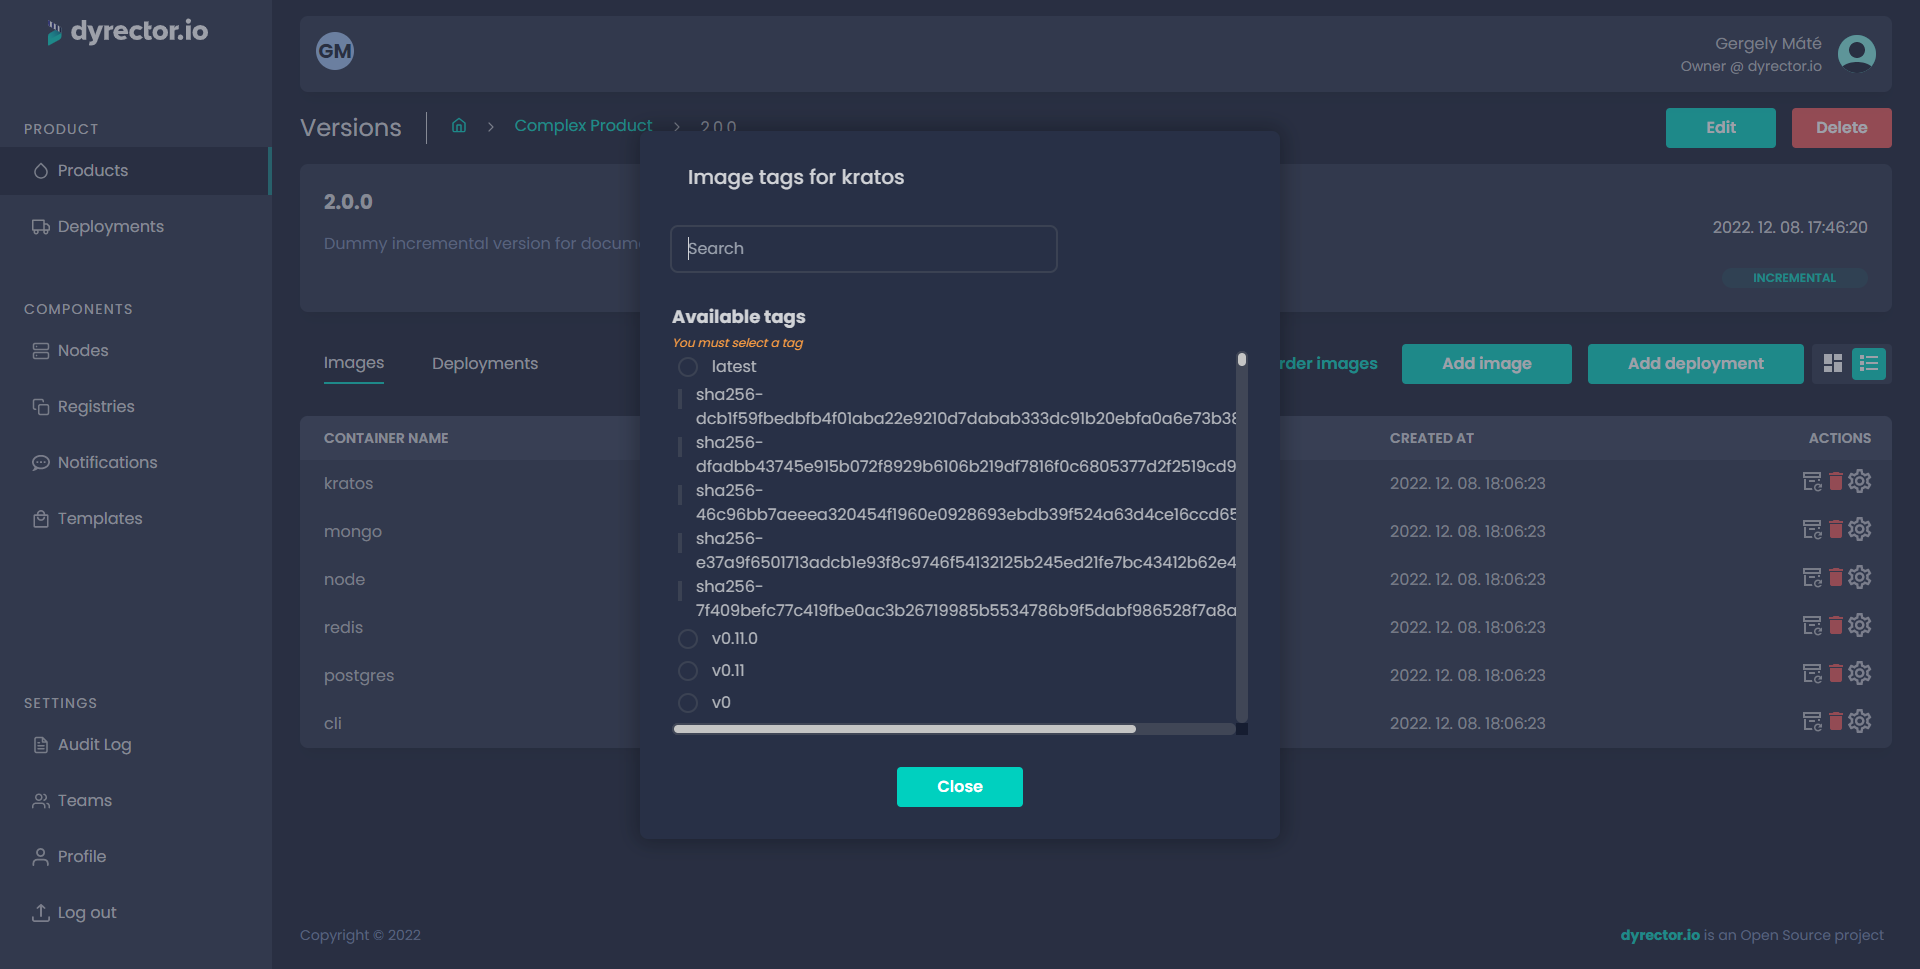 dyrector.io
PRODUCT
Products
Deployments
COMPONENTS
Nodes
Registries
Notifications
Templates
SETTINGS
Audit Log
Teams
Profile
Log out
GM
Gergely Máté
Owner @ dyrector.io
Versions
Complex Product
2.0.0
Edit
Delete
2.0.0
Dummy incremental version for
2022. 12. 08. 17:46:20
INCREMENTAL
Images
Deployments
images
Add image
Add deployment
CONTAINER NAME
CREATED AT
ACTIONS
kratos
2022. 12. 08. 18:06:23
mongo
2022. 12. 08. 18:06:23
node
2022. 12. 08. 18:06:23
redis
2022. 12. 08. 18:06:23
postgres
2022. 12. 08. 18:06:23
cli
2022. 12. 08. 18:06:23
Image tags for kratos
Search
Available tags
You must select a tag
latest
sha256-
dcb1f59fbedbfb4f01aba22e9210d7dabab333dc91b20ebfa0a6e73b38
sha256-
dfadbb43745e915b072f8929b6106b219df7816f0c6805377d2f2519cd9
sha256-
46c96bb7aeeea320454f1960e0928693ebdb39f524a63d4ce16ccd65
sha256-
e37a9f6501713adcb1e93f8c9746f54132125b245ed21fe7bc43412b62e4
sha256-
7f409befc77c419fbe0ac3b26719985b5534786b9f5dabf986528f7a8a
v0.11.0
v0.11
v0
Close
Copyright © 2022
dyrector.io is an Open Source project